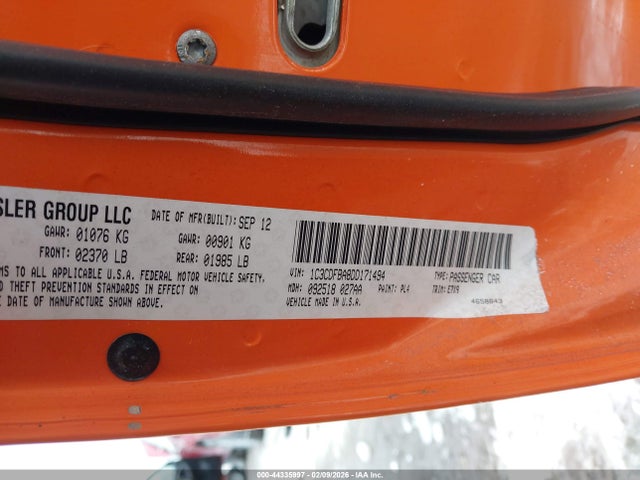 SLER GROUP LLC DATE OF MFR(BUILT): SEP 12
GAWR: 01076 KG GAWR: 00901 KG
FRONT: 02370 LB REAR: 01985 LB
MS TO ALL APPLICABLE U.S.A. FEDERAL MOTOR VEHICLE SAFETY,
D THEFT PREVENTION STANDARDS IN EFFECT ON
E DATE OF MANUFACTURE SHOWN ABOVE.
VIN: 1C3CDFBA8DD171494 TYPE: PASSENGER CAR
MDH: 092518 027AA PAINT: PL4 TRIM: E7X9
VEHICLE MADE IN U.S.A. 4658843
000-44335997 - 02/09/2026 - IAAI.COM